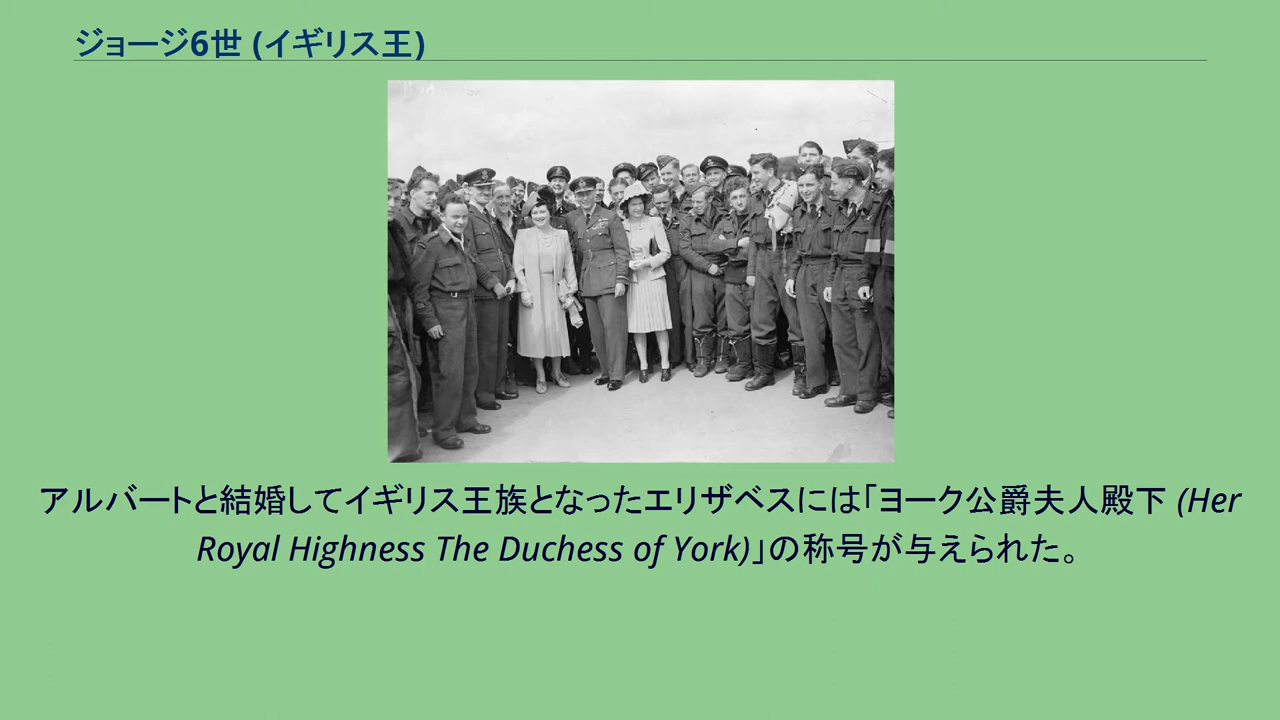 ジョージ6世 (イギリス王)
アルバートと結婚してイギリス王族となったエリザベスには「ヨーク公爵夫人殿下 (Her
Royal Highness The Duchess of York)」の称号が与えられた。